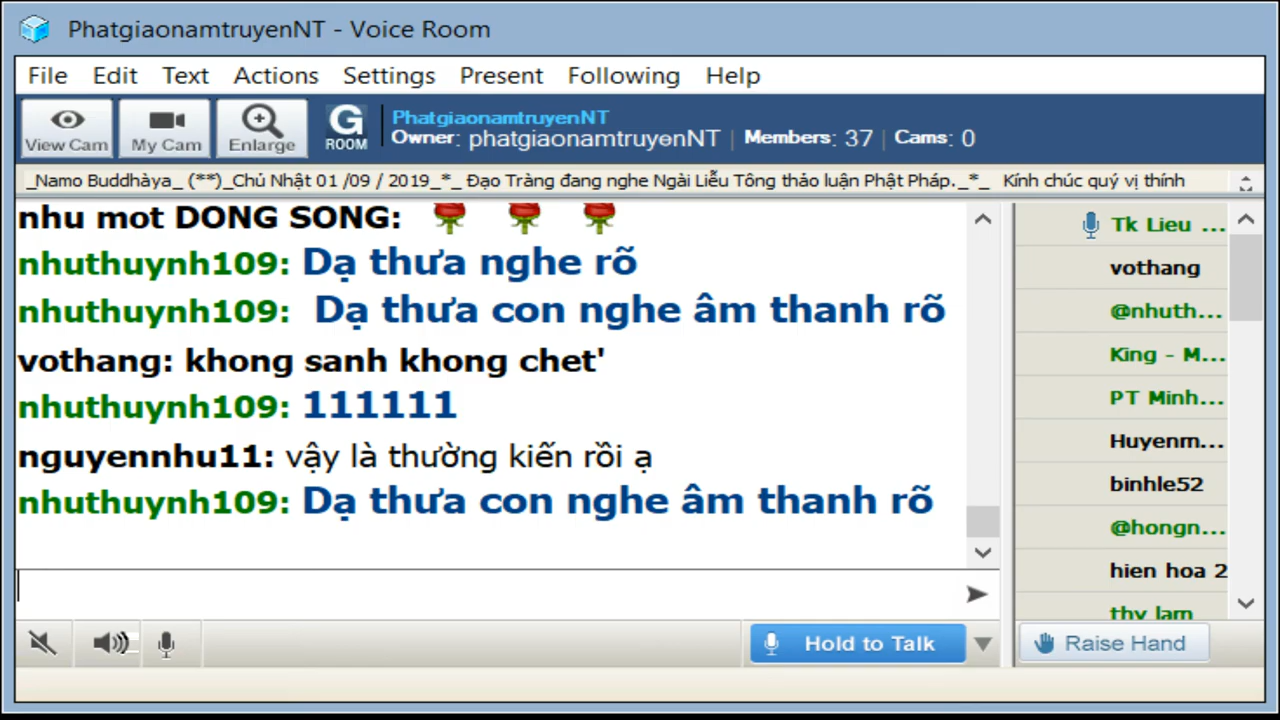 PhatgiaonamtruyenNT - Voice Room
File Edit Text Actions Settings Present Following Help
View Cam My Cam Enlarge G ROOM
PhatgiaonamtruyenNT
Owner: phatgiaonamtruyenNT | Members: 37 | Cams: 0
_Namo Buddhàya_ (**)_Chủ Nhật 01 /09 / 2019_*_ Đạo Tràng đang nghe Ngài Liễu Tông thảo luận Phật Pháp._*_ Kính chúc quý vị thính
nhu mot DONG SONG:
nhuthuynh109: Dạ thưa nghe rõ
nhuthuynh109: Dạ thưa con nghe âm thanh rõ
vothang: khong sanh khong chet'
nhuthuynh109: 111111
nguyennhu11: vậy là thường kiến rồi ạ
nhuthuynh109: Dạ thưa con nghe âm thanh rõ
Tk Lieu ...
vothang
@nhuth...
King - M...
PT Minh...
Huyenm...
binhle52
@hongn...
hien hoa 2
thy lam
Hold to Talk
Raise Hand